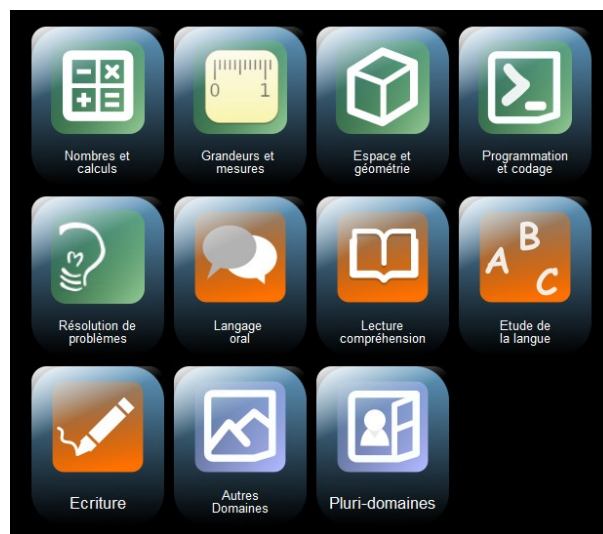 0 1
Nombres et
calculs
Grandeurs et
mesures
Espace et
géométrie
Programmation
et codage
A B C
Résolution de
problèmes
Langage
oral
Lecture
compréhension
Etude de
la langue
Ecriture
Autres
Domaines
Pluri-domaines